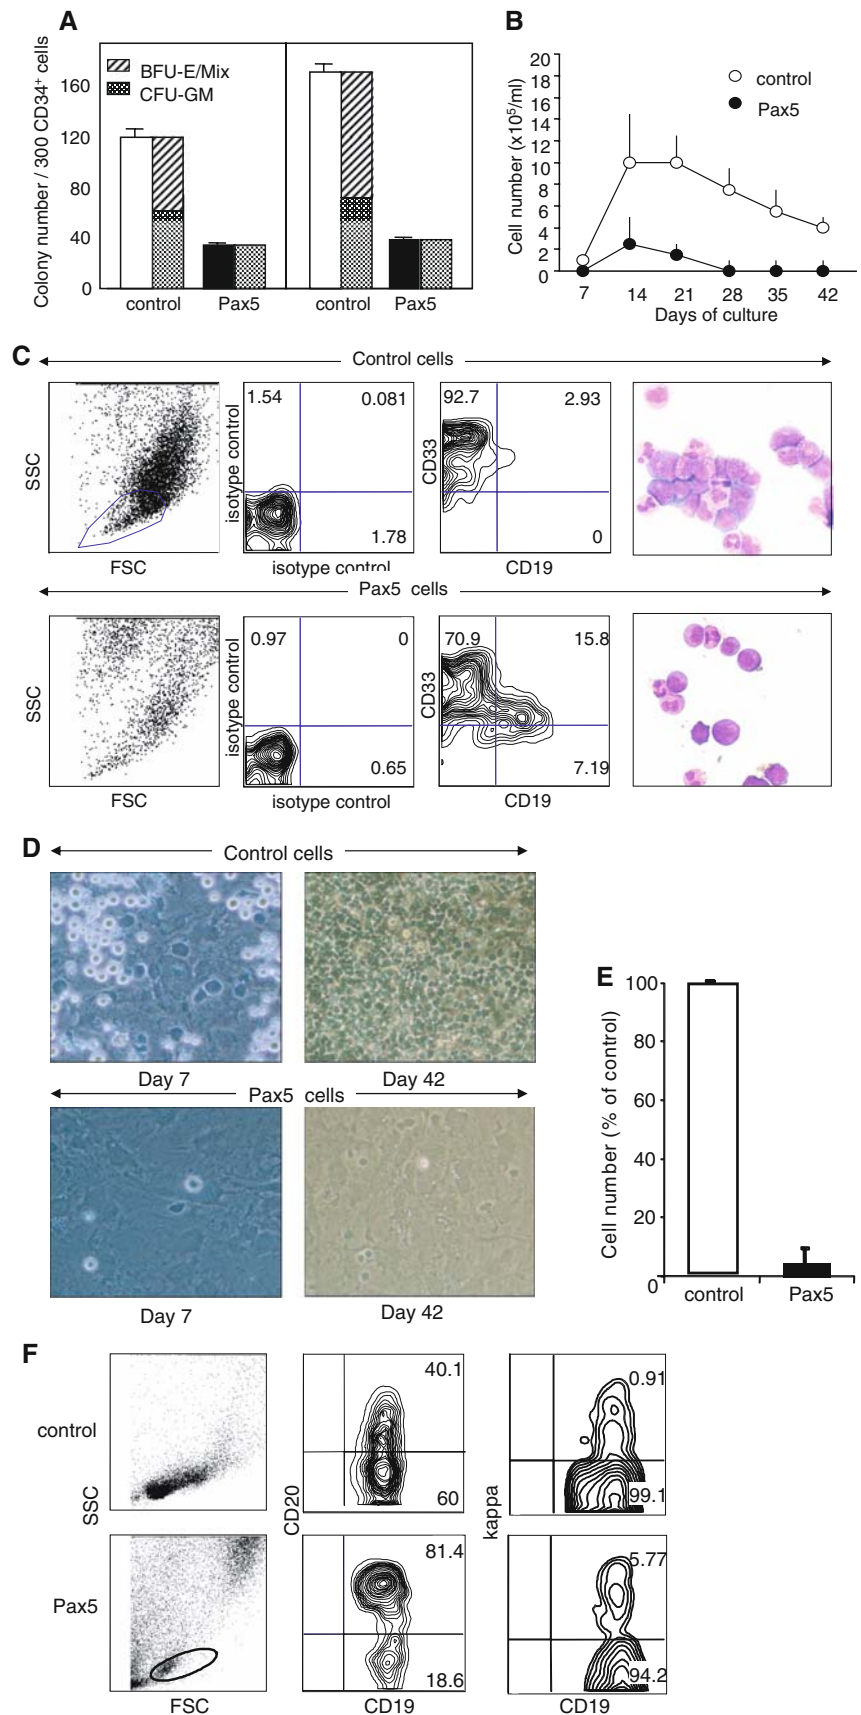 A
Colony number / 300 CD34+ cells
160
120
80
40
0
BFU-E/Mix
CFU-GM
control Pax5 control Pax5
B
Cell number (x10⁵/ml)
20
18
16
14
12
10
8
6
4
2
0
control
Pax5
7 14 21 28 35 42
Days of culture
C
Control cells
SSC
FSC
isotype control
1.54 0.081
1.78
isotype control
CD33
92.7 2.93
0
CD19
Pax5 cells
SSC
FSC
isotype control
0.97 0
0.65
isotype control
CD33
70.9 15.8
7.19
CD19
D
Control cells
Day 7 Day 42
Pax5 cells
Day 7 Day 42
E
Cell number (% of control)
100
80
60
40
20
0
control Pax5
F
control
SSC
CD20
40.1
60
kappa
0.91
99.1
Pax5
81.4
18.6
5.77
94.2
FSC CD19 CD19